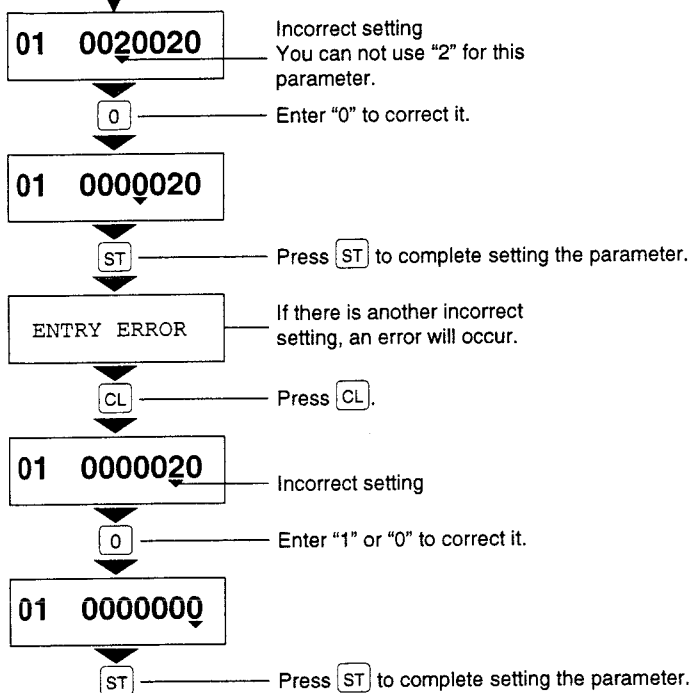 01 0020020
Incorrect setting
You can not use “2” for this
parameter.
0
Enter “0” to correct it.
01 0000020
ST
Press ST to complete setting the parameter.
ENTRY ERROR
If there is another incorrect
setting, an error will occur.
CL
Press CL.
01 0000020
Incorrect setting
0
Enter “1” or “0” to correct it.
01 0000000
ST
Press ST to complete setting the parameter.